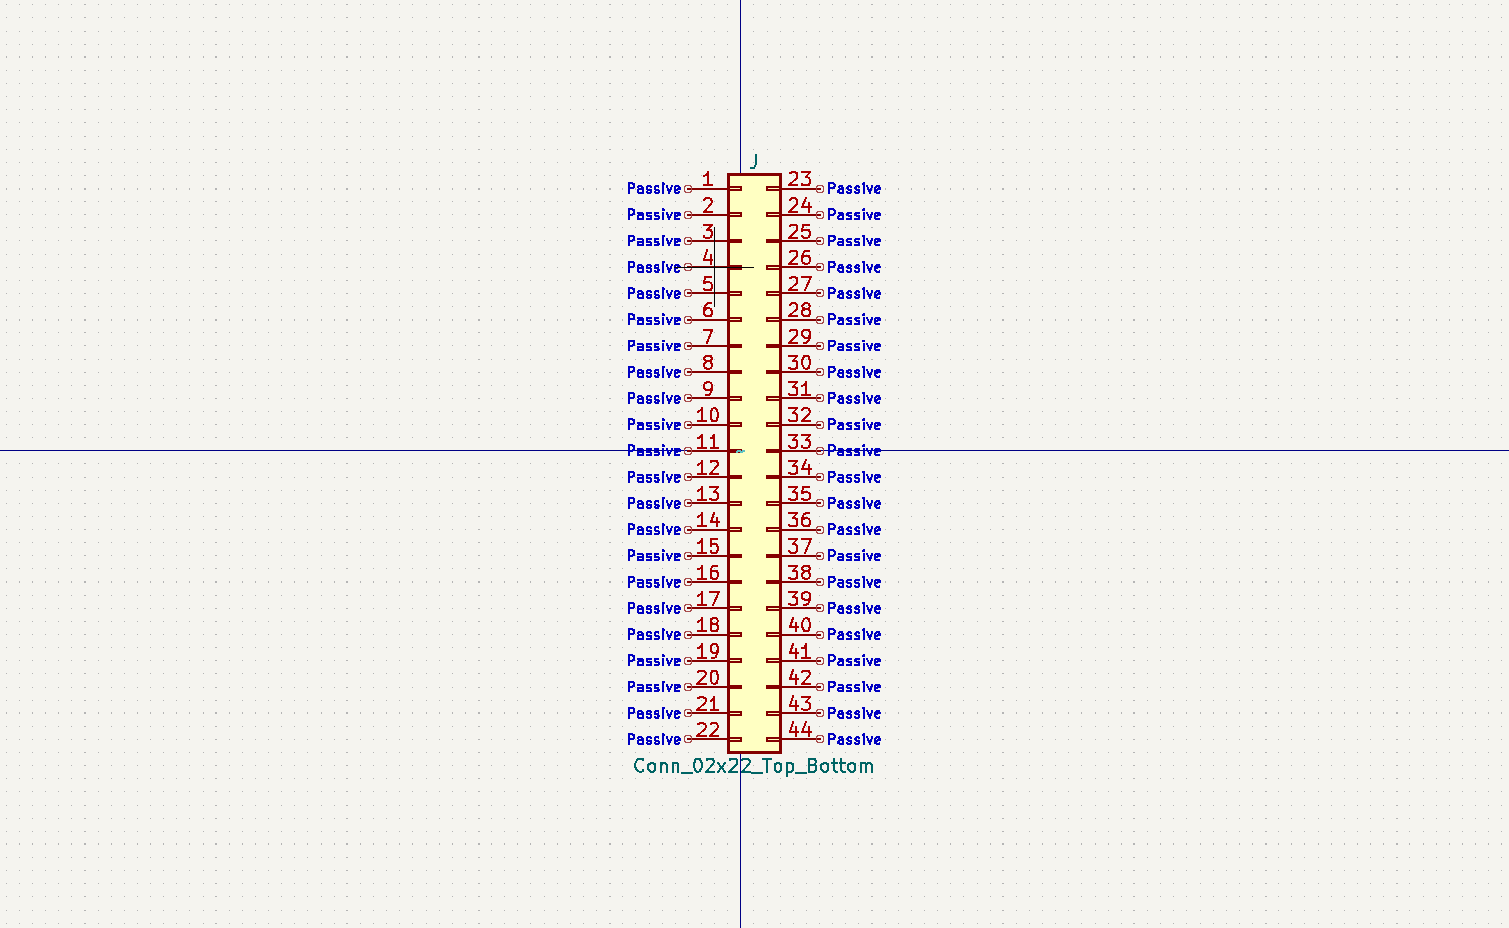 J
Passive 1 23 Passive
Passive 2 24 Passive
Passive 3 25 Passive
Passive 4 26 Passive
Passive 5 27 Passive
Passive 6 28 Passive
Passive 7 29 Passive
Passive 8 30 Passive
Passive 9 31 Passive
Passive 10 32 Passive
Passive 11 33 Passive
Passive 12 34 Passive
Passive 13 35 Passive
Passive 14 36 Passive
Passive 15 37 Passive
Passive 16 38 Passive
Passive 17 39 Passive
Passive 18 40 Passive
Passive 19 41 Passive
Passive 20 42 Passive
Passive 21 43 Passive
Passive 22 44 Passive
Conn_02x22_Top_Bottom